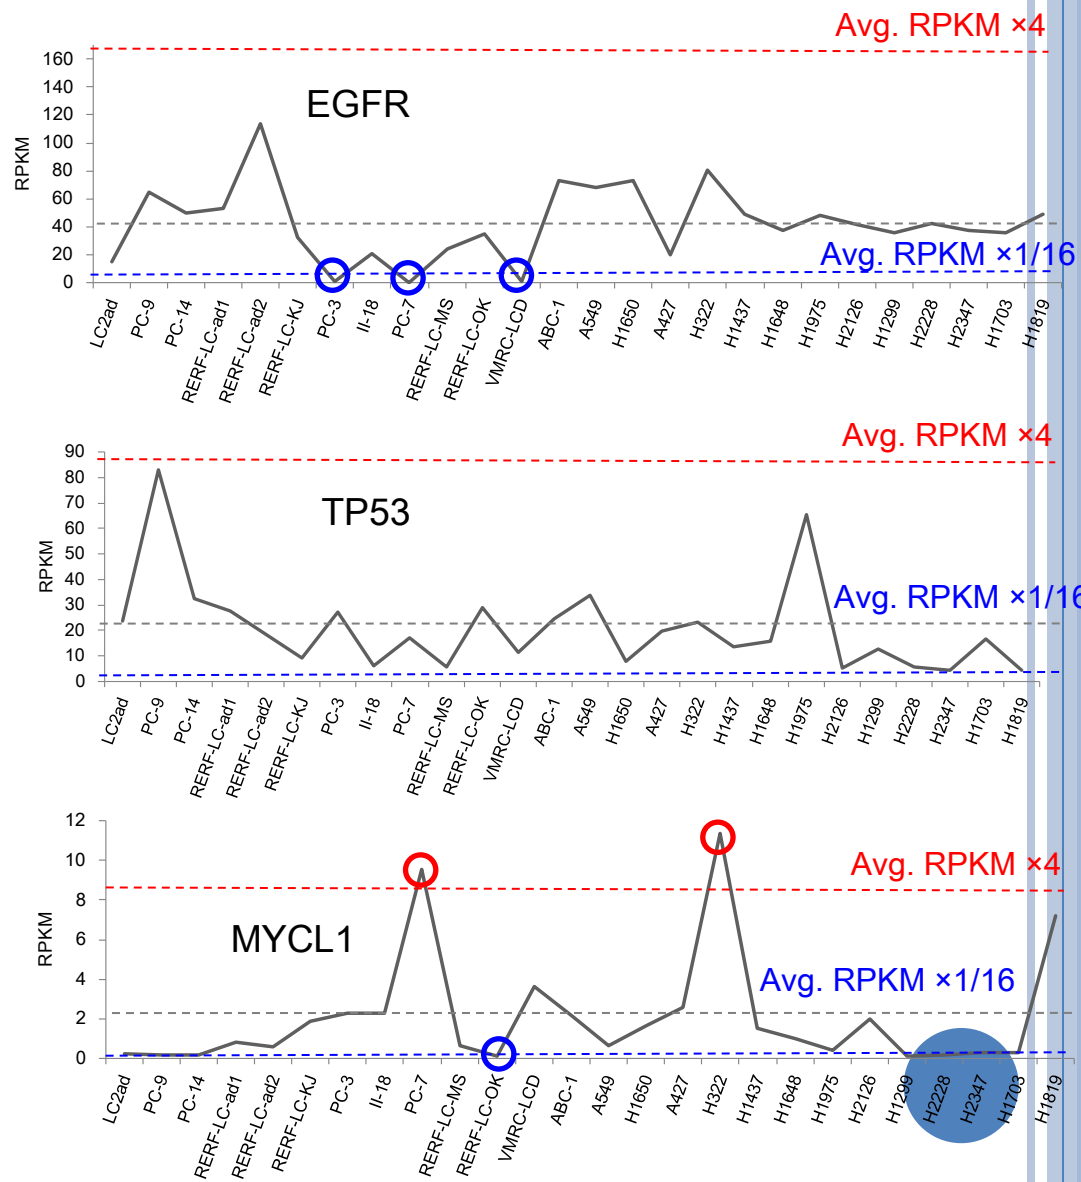 Avg. RPKM ×4
160
140
120
100
80
60
40
20
0
RPKM
EGFR
Avg. RPKM ×1/16
LC2ad
PC-9
PC-14
RERF-LC-ad1
RERF-LC-ad2
RERF-LC-KJ
PC-3
II-18
PC-7
RERF-LC-MS
RERF-LC-OK
VMRC-LCD
ABC-1
A549
H1650
A427
H322
H1437
H1648
H1975
H2126
H1299
H2228
H2347
H1703
H1819
Avg. RPKM ×4
90
80
70
60
50
40
30
20
10
0
RPKM
TP53
Avg. RPKM ×1/16
LC2ad
PC-9
PC-14
RERF-LC-ad1
RERF-LC-ad2
RERF-LC-KJ
PC-3
II-18
PC-7
RERF-LC-MS
RERF-LC-OK
VMRC-LCD
ABC-1
A549
H1650
A427
H322
H1437
H1648
H1975
H2126
H1299
H2228
H2347
H1703
H1819
12
10
8
6
4
2
0
RPKM
Avg. RPKM ×4
MYCL1
Avg. RPKM ×1/16
LC2ad
PC-9
PC-14
RERF-LC-ad1
RERF-LC-ad2
RERF-LC-KJ
PC-3
II-18
PC-7
RERF-LC-MS
RERF-LC-OK
VMRC-LCD
ABC-1
A549
H1650
A427
H322
H1437
H1648
H1975
H2126
H1299
H2228
H2347
H1703
H1819